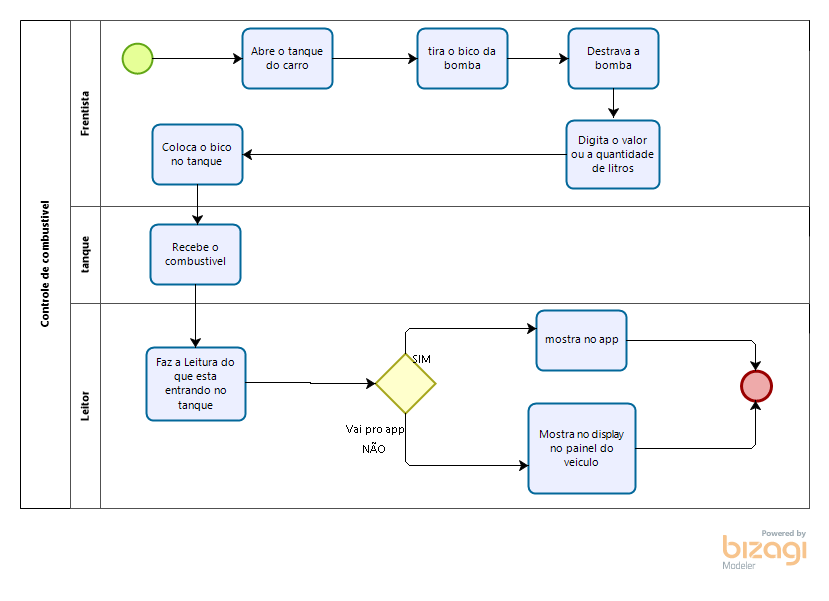 Controle de combustivel
Frentista
Abre o tanque
do carro
tira o bico da
bomba
Destrava a
bomba
Digita o valor
ou a quantidade
de litros
Coloca o bico
no tanque
tanque
Recebe o
combustivel
Leitor
Faz a Leitura do
que esta
entrando no
tanque
SIM
Vai pro app
NÃO
mostra no app
Mostra no display
no painel do
veiculo
Powered by
bizagi
Modeler